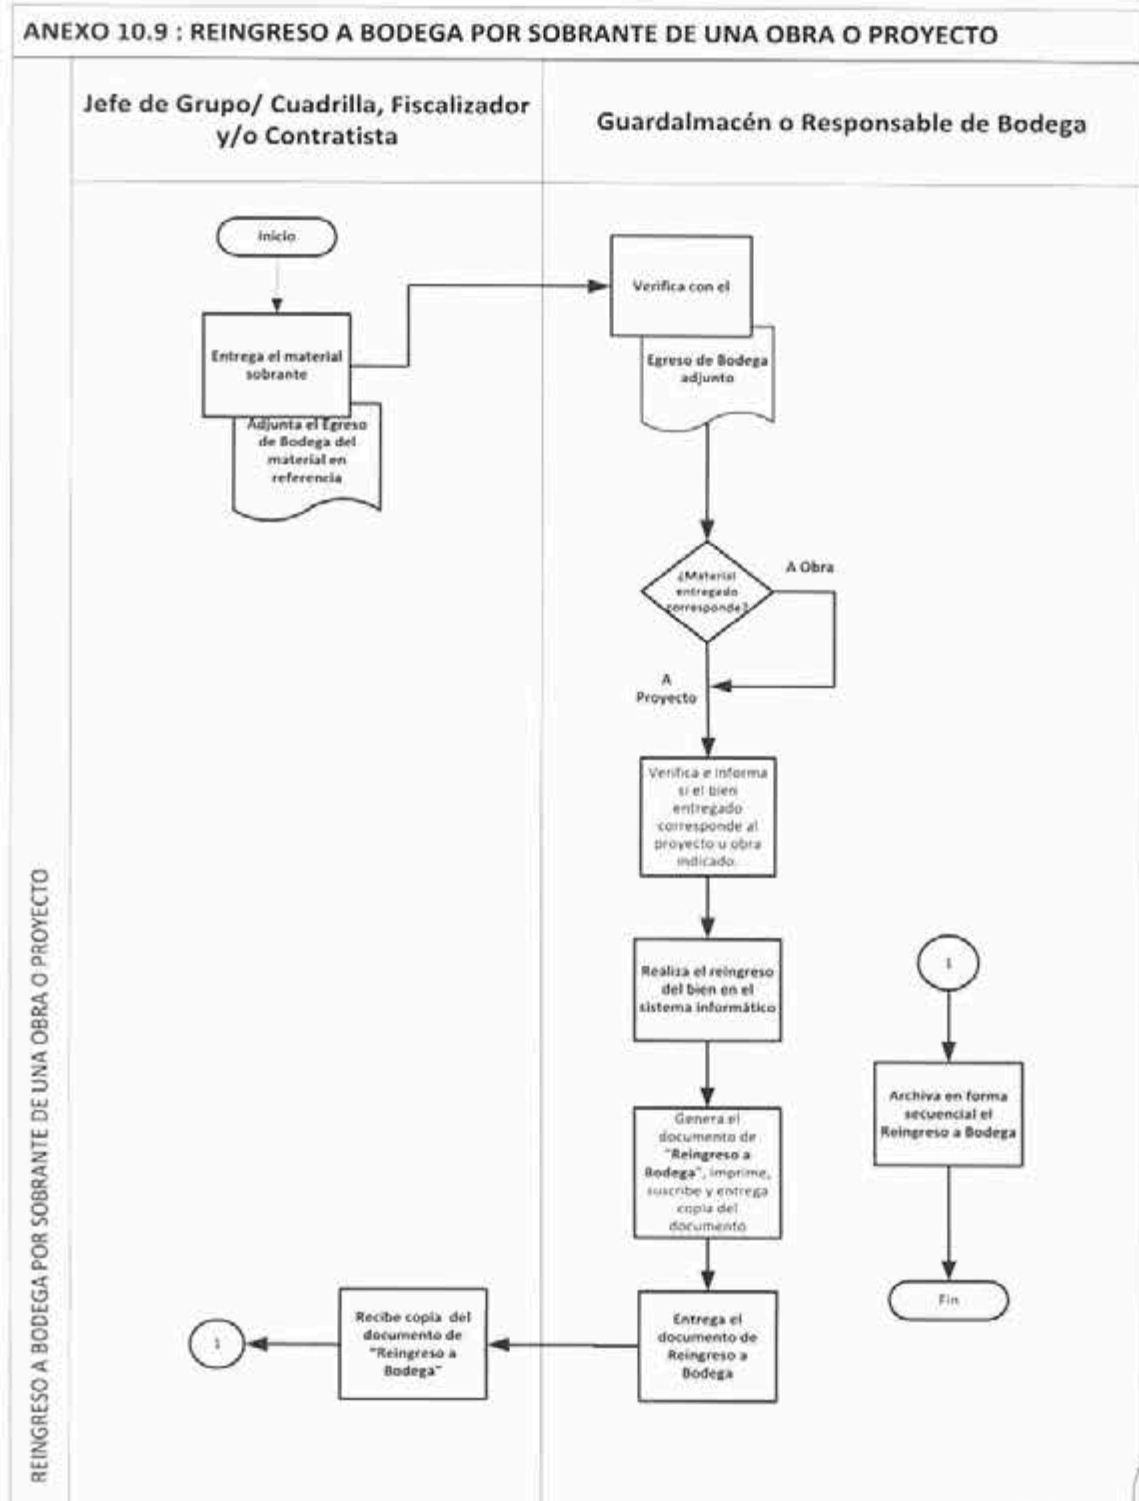 ANEXO 10.9 : REINGRESO A BODEGA POR SOBRANTE DE UNA OBRA O PROYECTO
REINGRESO A BODEGA POR SOBRANTE DE UNA OBRA O PROYECTO
Jefe de Grupo/ Cuadrilla, Fiscalizador
y/o Contratista
Guardalmacén o Responsable de Bodega
Inicio
Entrega el material
sobrante
Adjunta el Egreso
de Bodega del
material en
referencia
Verifica con el
Egreso de Bodega
adjunto
¿Material
entregado
corresponde?
A Obra
A
Proyecto
Verifica e informa
si el bien
entregado
corresponde al
proyecto u obra
indicado.
Realiza el reingreso
del bien en el
sistema informático
Genera el
documento de
"Reingreso a
Bodega", imprime,
suscribe y entrega
copia del
documento
Entrega el
documento de
Reingreso a
Bodega
Recibe copia del
documento de
"Reingreso a
Bodega"
1
1
Archiva en forma
secuencial el
Reingreso a Bodega
Fin